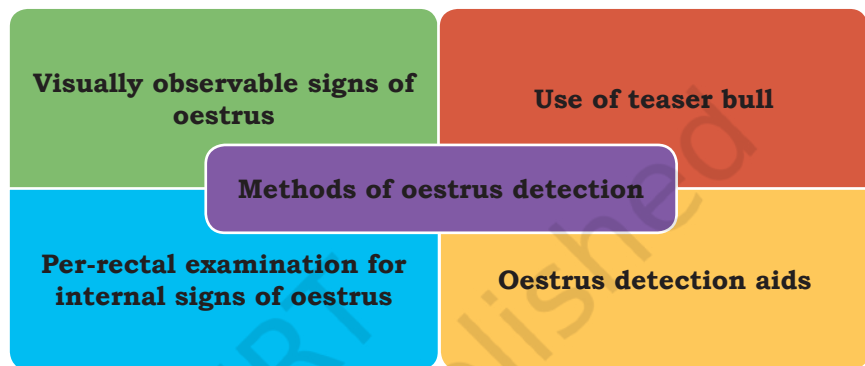 Visually observable signs of
oestrus
Use of teaser bull
Methods of oestrus detection
Per-rectal examination for
internal signs of oestrus
Oestrus detection aids